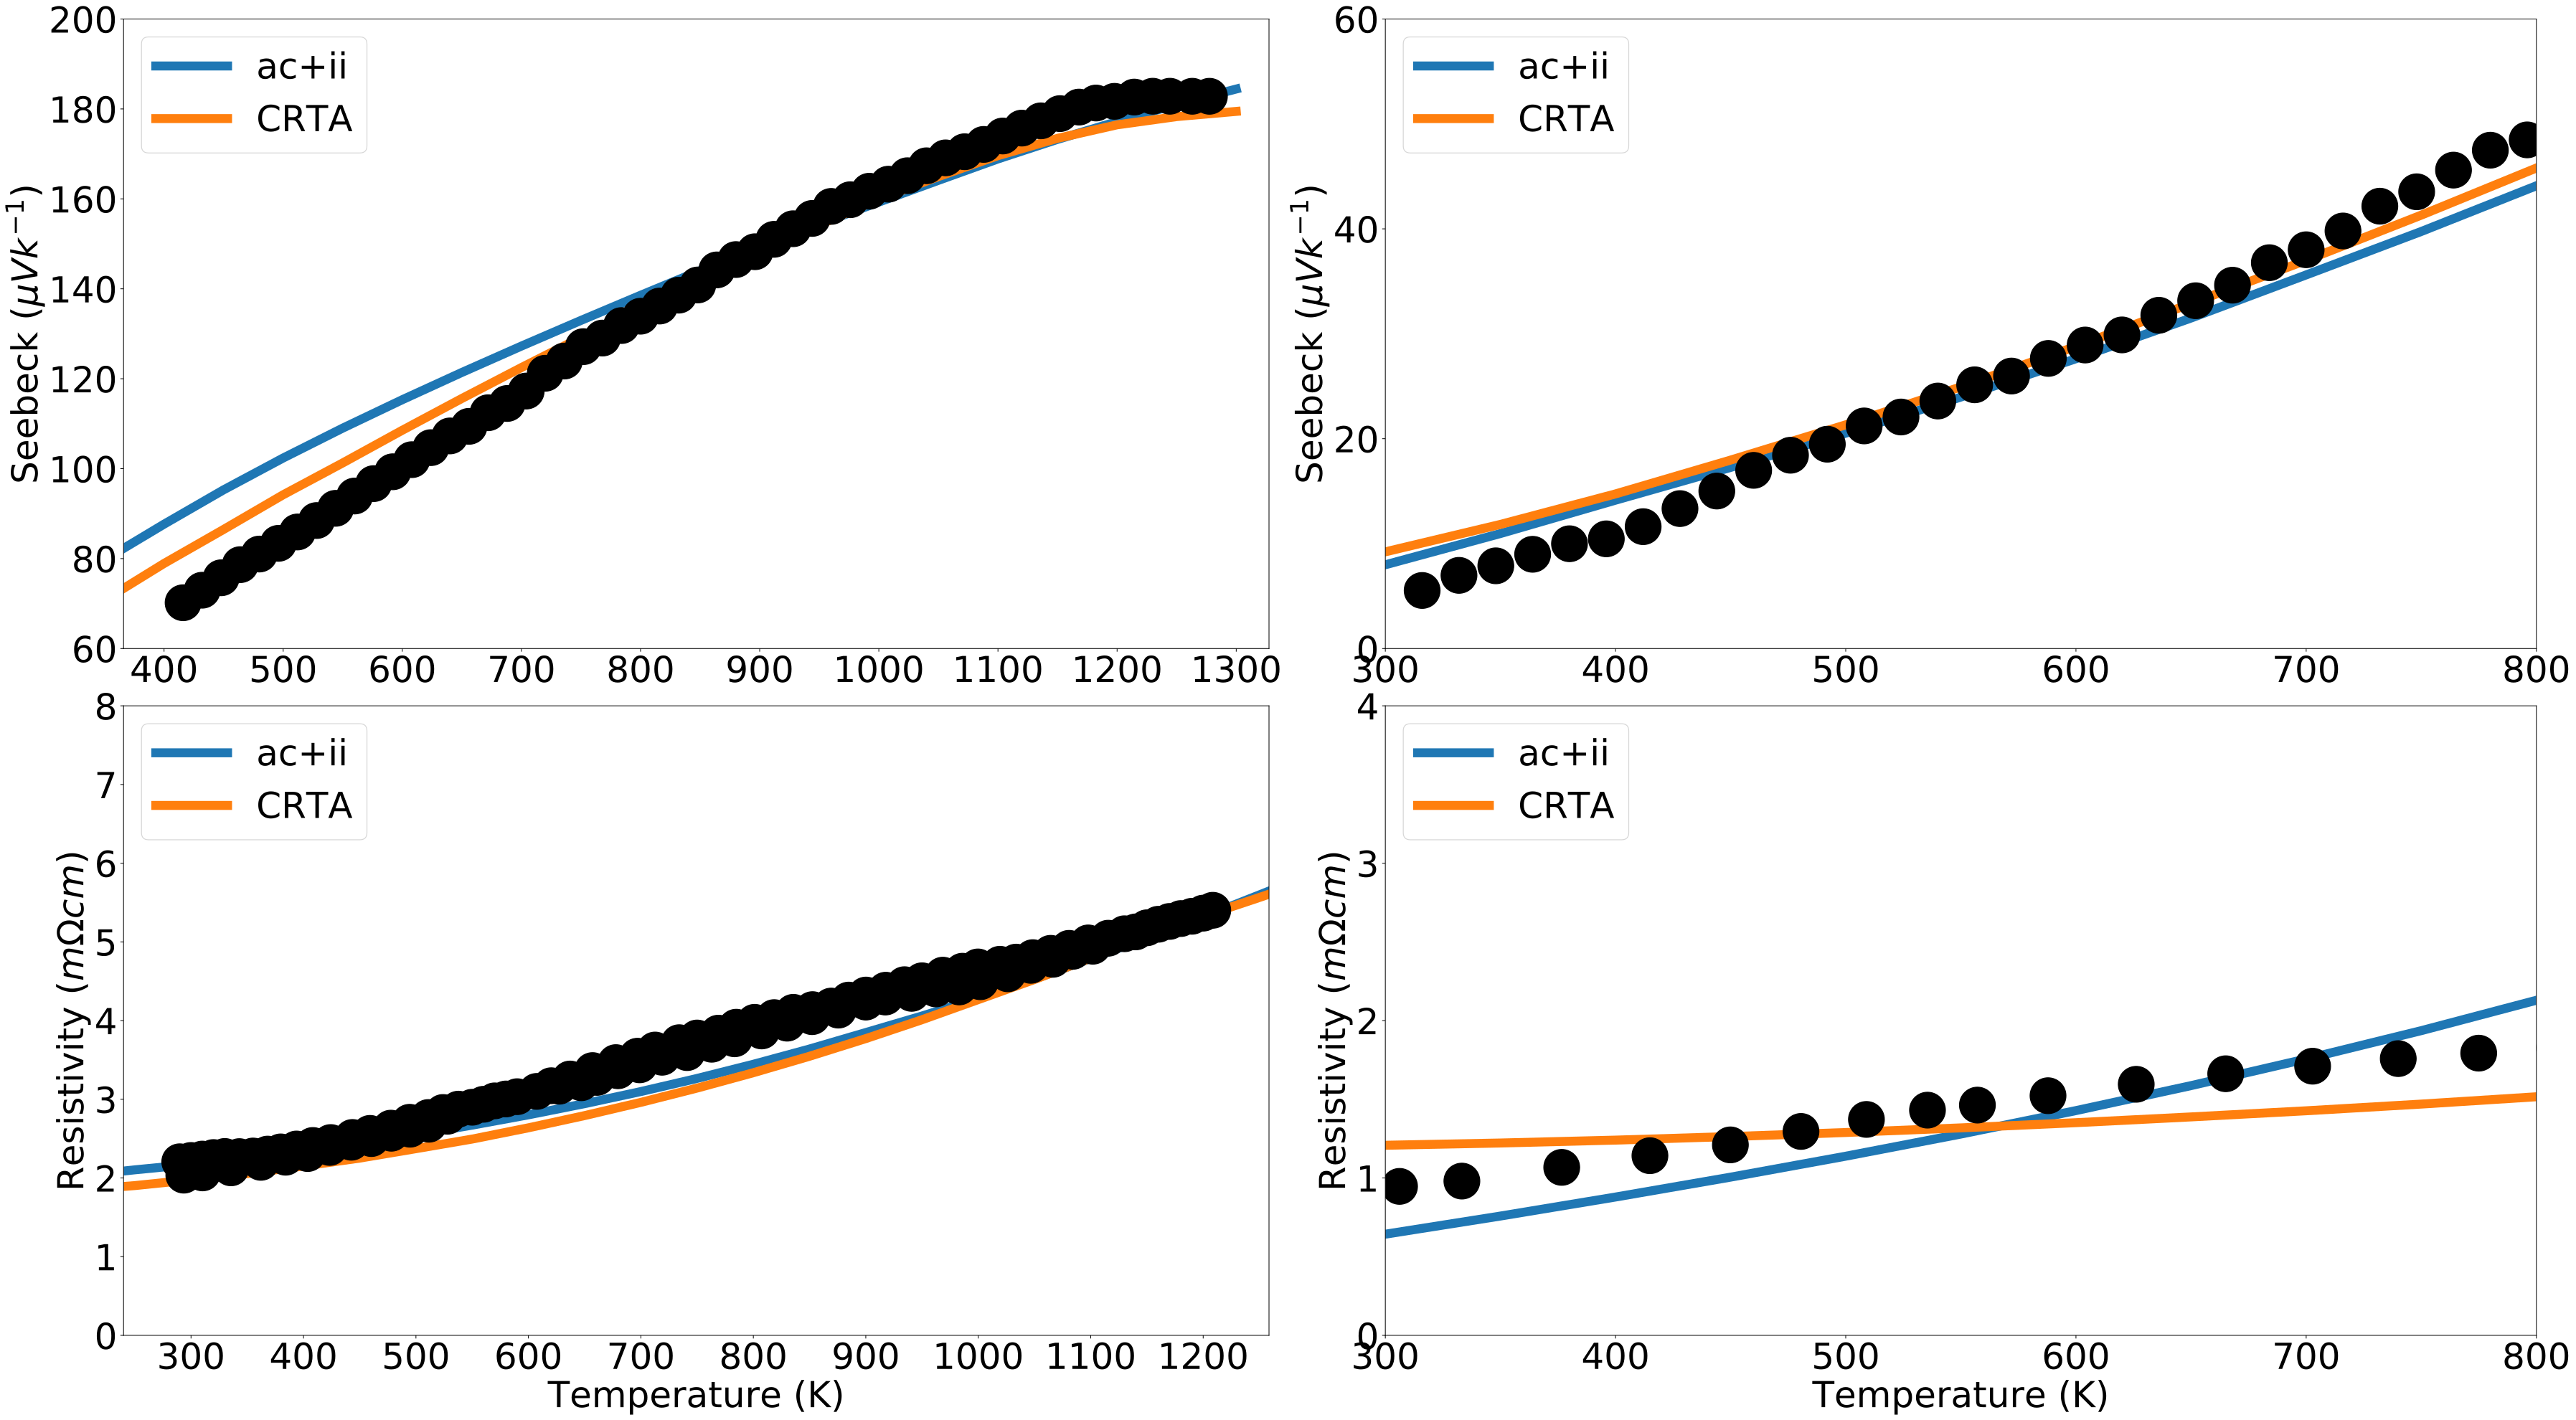 200
180
160
140
120
100
80
60
Seebeck (μVk⁻¹)
ac+ii
CRTA
400 500 600 700 800 900 1000 1100 1200 1300
60
40
20
0
Seebeck (μVk⁻¹)
ac+ii
CRTA
300 400 500 600 700 800
8
7
6
5
4
3
2
1
0
Resistivity (mΩcm)
ac+ii
CRTA
300 400 500 600 700 800 900 1000 1100 1200
Temperature (K)
4
3
2
1
0
Resistivity (mΩcm)
ac+ii
CRTA
300 400 500 600 700 800
Temperature (K)